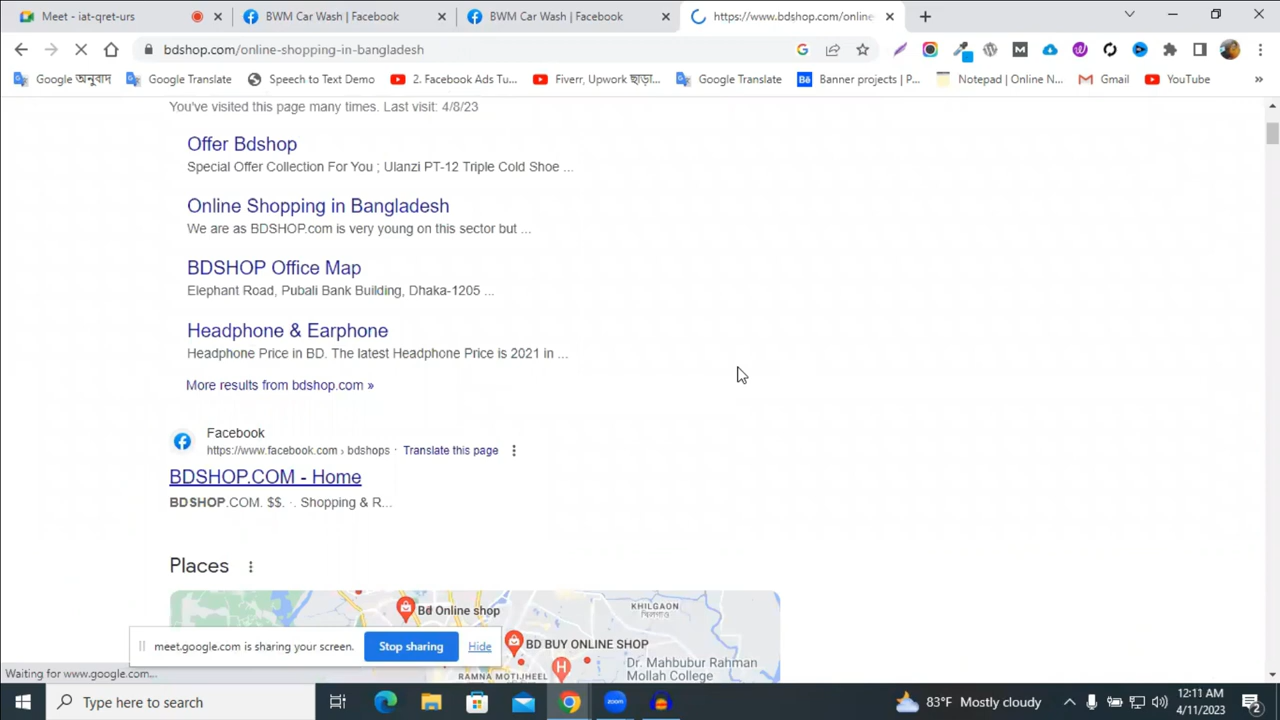 Meet - iat-qret-urs
BWM Car Wash | Facebook
BWM Car Wash | Facebook
https://www.bdshop.com/online
bdshop.com/online-shopping-in-bangladesh
Google অনুবাদ
Google Translate
Speech to Text Demo
2. Facebook Ads Tu...
Fiverr, Upwork ছাড়া...
Google Translate
Banner projects | P...
Notepad | Online N...
Gmail
YouTube
You've visited this page many times. Last visit: 4/8/23
Offer Bdshop
Special Offer Collection For You ; Ulanzi PT-12 Triple Cold Shoe ...
Online Shopping in Bangladesh
We are as BDSHOP.com is very young on this sector but ...
BDSHOP Office Map
Elephant Road, Pubali Bank Building, Dhaka-1205 ...
Headphone & Earphone
Headphone Price in BD. The latest Headphone Price is 2021 in ...
More results from bdshop.com »
Facebook
https://www.facebook.com › bdshops · Translate this page
BDSHOP.COM - Home
BDSHOP.COM. $$. ·. Shopping & R...
Places
Bd Online shop
KHILGAON
BD BUY ONLINE SHOP
Dr. Mahbubur Rahman
Mollah College
RAMNA MOTIJHEEL
meet.google.com is sharing your screen.
Stop sharing
Hide
Waiting for www.google.com...
Type here to search
zoom
83°F Mostly cloudy
12:11 AM
4/11/2023
2